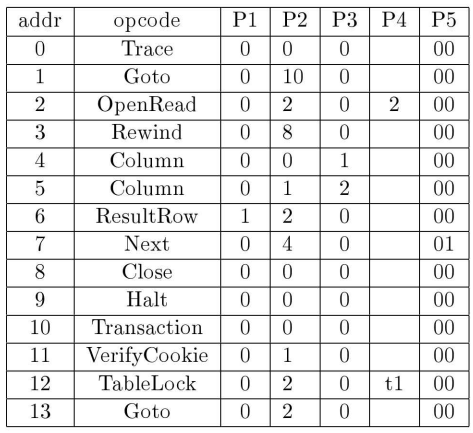 addr opcode P1 P2 P3 P4 P5
0 Trace 0 0 0 00
1 Goto 0 10 0 00
2 OpenRead 0 2 0 2 00
3 Rewind 0 8 0 00
4 Column 0 0 1 00
5 Column 0 1 2 00
6 ResultRow 1 2 0 00
7 Next 0 4 0 01
8 Close 0 0 0 00
9 Halt 0 0 0 00
10 Transaction 0 0 0 00
11 VerifyCookie 0 1 0 00
12 TableLock 0 2 0 t1 00
13 Goto 0 2 0 00